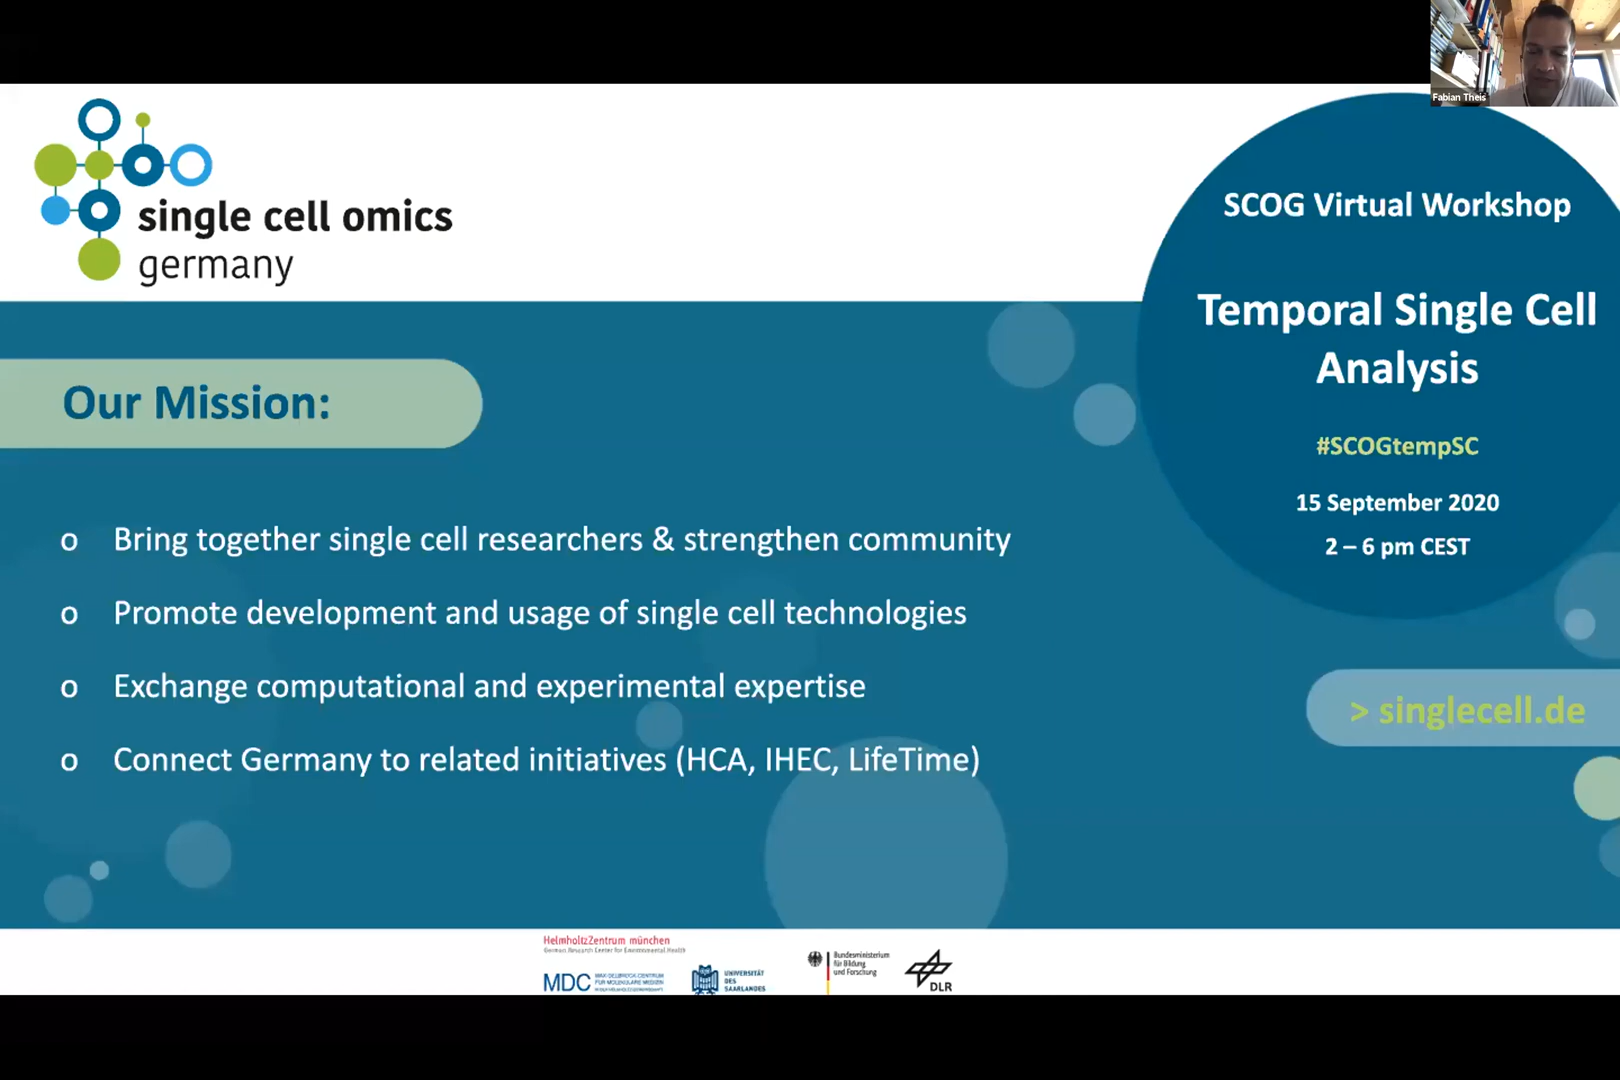 Fabian Theis
single cell omics
germany
SCOG Virtual Workshop
Temporal Single Cell
Analysis
#SCOGtempSC
15 September 2020
2 – 6 pm CEST
> singlecell.de
Our Mission:
o Bring together single cell researchers & strengthen community
o Promote development and usage of single cell technologies
o Exchange computational and experimental expertise
o Connect Germany to related initiatives (HCA, IHEC, LifeTime)
HelmholtzZentrum münchen
German Research Center for Environmental Health
MDC
MAX DELBRÜCK CENTRUM
FÜR MOLEKULARE MEDIZIN
UNIVERSITÄT
DES
SAARLANDES
Bundesministerium
für Bildung
und Forschung
DLR